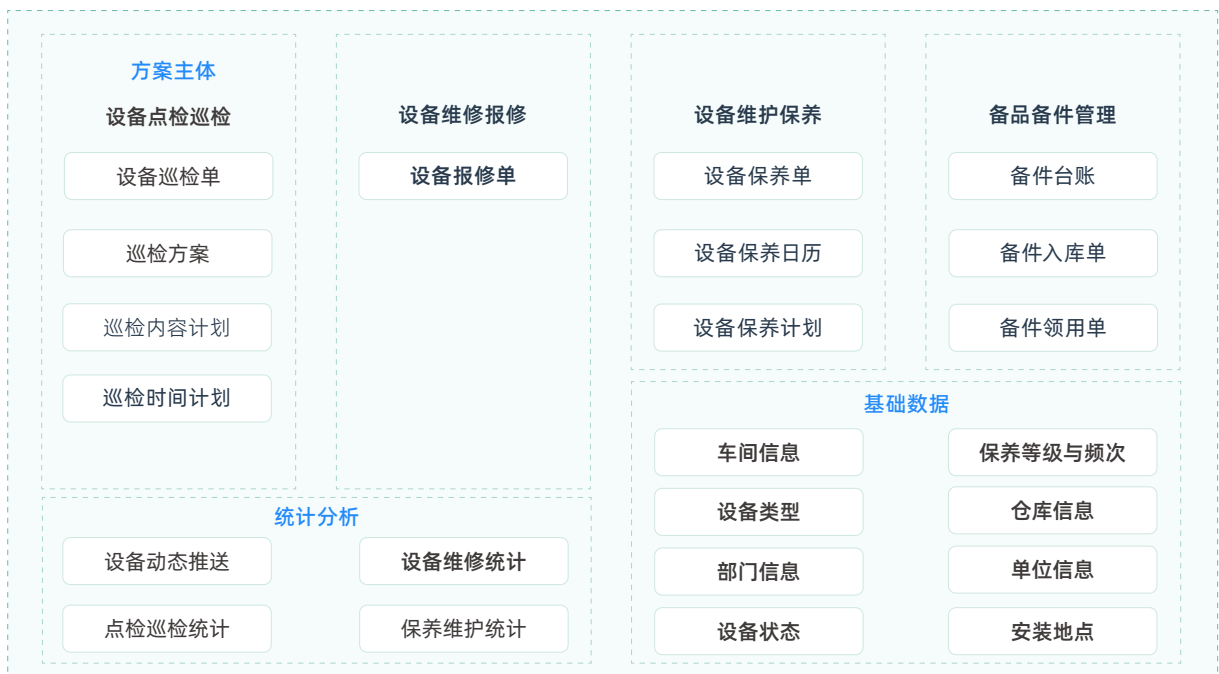 方案主体
设备点检巡检
设备巡检单
巡检方案
巡检内容计划
巡检时间计划
设备维修报修
设备报修单
设备维护保养
设备保养单
设备保养日历
设备保养计划
备品备件管理
备件台账
备件入库单
备件领用单
统计分析
设备动态推送
设备维修统计
点检巡检统计
保养维护统计
基础数据
车间信息
保养等级与频次
设备类型
仓库信息
部门信息
单位信息
设备状态
安装地点